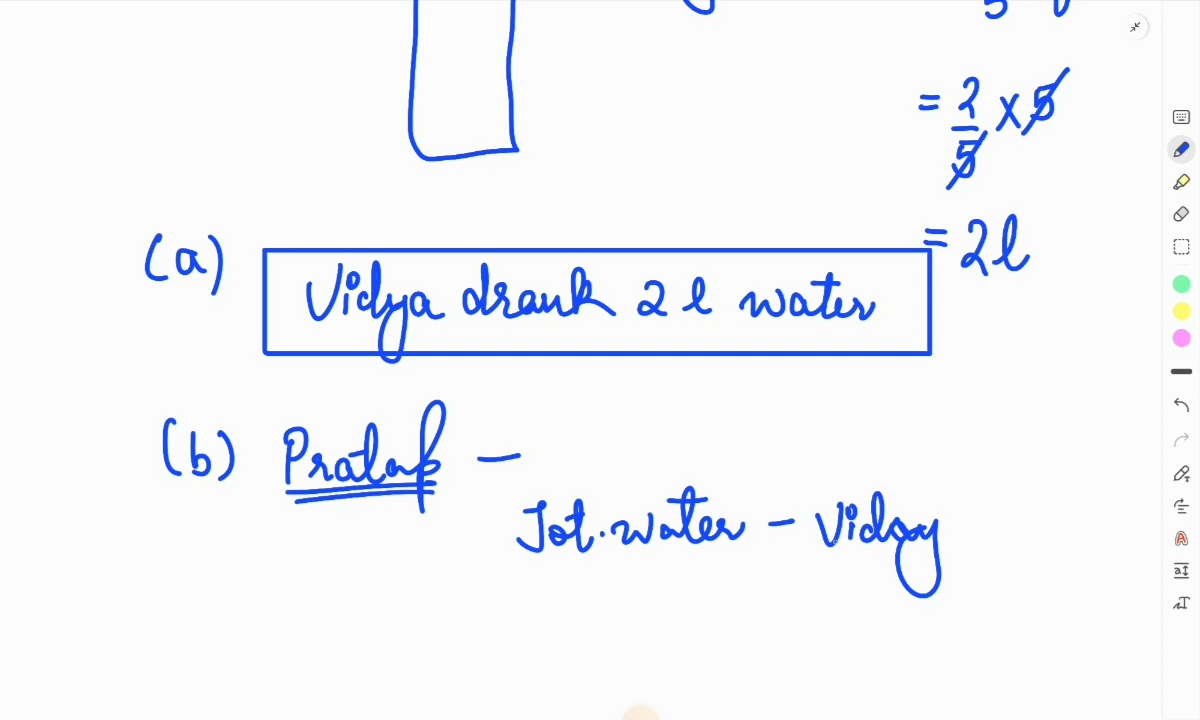 = 2/5 × 5
= 2l
(a) Vidya drank 2 l water
(b) Pratap —
Tot. water – Vidya